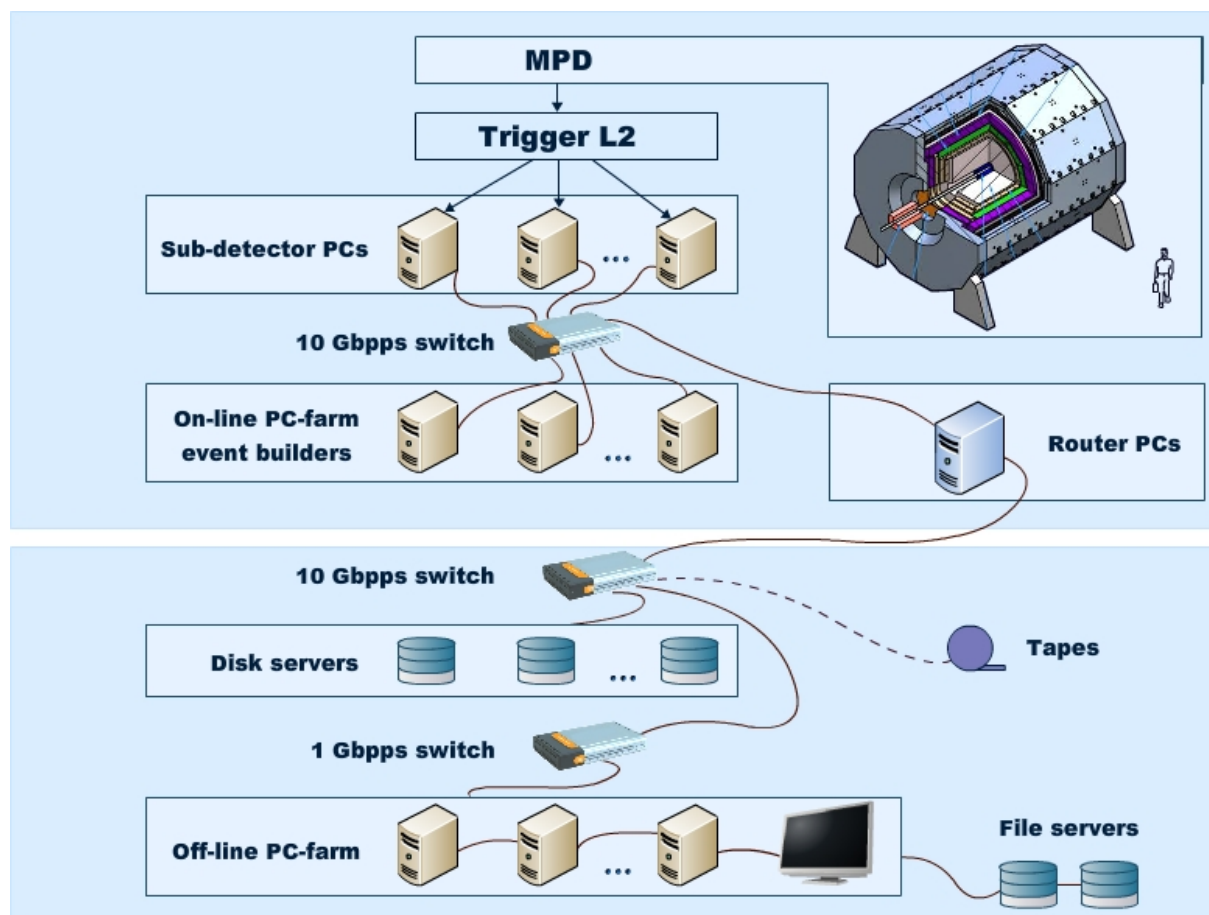 MPD
Trigger L2
Sub-detector PCs
...
10 Gbpps switch
On-line PC-farm
event builders
...
Router PCs
10 Gbpps switch
Disk servers
...
Tapes
1 Gbpps switch
Off-line PC-farm
...
File servers